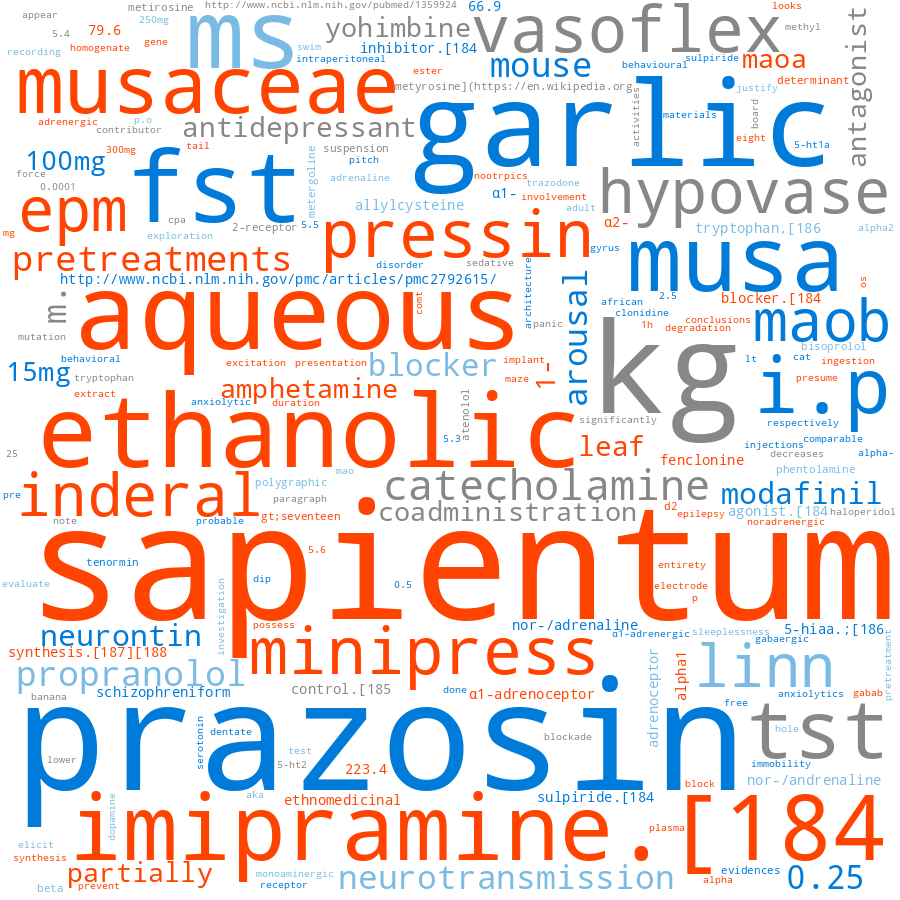 appear
metirosine
http://www.ncbi.nlm.nih.gov/pubmed/1359924
66.9
looks
250mg
ms
yohimbine
vasoflex
methyl
5.4
79.6
gene
swim
inhibitor.[184
recording
homogenate
intraperitoneal
mouse
behavioural
sulpiride
maoa
antagonist
musaceae
ester
metyrosine](https://en.wikipedia.org
determinant
justify
adrenergic
p.o
contributor
antidepressant
garlic
activities
materials
board
eight
5-ht1a
100mg
300mg
tail
suspension
pitch
nootrpics
force
0.0001
fst
metergoline
adrenaline
α1-
trazodone
involvement
hypovase
epm
cpa
2-receptor
5.5
allylcysteine
adult
α2-
tryptophan,[186
alpha2
mg
exploration
pressin
gyrus
musa
pretreatments
disorder
sedative
http://www.ncbi.nlm.nih.gov/pmc/articles/pmc2792615/
architecture
arousal
african
2.5
blocker.[184
os
m.
aqueous
comt
clonidine
1h
conclusions
degradation
maob
mutation
panic
kg
bisoprolol
behavioral
15mg
tryptophan
excitation
presentation
blocker
implant
lt
cat
ingestion
extract
anxiolytic
amphetamine
duration
maze
1-
i.p
presume
ethanolic
atenolol
significantly
respectively
25
5.3
leaf
injections
comparable
decreases
alpha-
mao
fenclonine
phentolamine
pre
inderal
polygraphic
paragraph
catecholamine
modafinil
note
probable
gt;seventeen
coadministration
d2
epilepsy
agonist.[184
haloperidol
noradrenergic
sapientum
5.6
tenormin
entirety
evaluate
investigation
dip
0.5
electrode
p
possess
nor-/adrenaline
α1-adrenergic
sleeplessness
5-hiaa.;[186
neurontin
gabaergic
synthesis.[187][188
minipress
adrenoceptor
alpha1
linn
pretreatment
propranolol
control.[185
done
α1-adrenoceptor
anxiolytics
gabab
banana
schizophreniform
free
prazosin
serotonin
dentate
tst
hole
test
blockade
lower
5-ht2
223.4
immobility
block
nor-/andrenaline
aka
ethnomedicinal
sulpiride.[184
dopamine
imipramine.[184
plasma
elicit
synthesis
partially
monoaminergic
neurotransmission
evidences
0.25
beta
prevent
receptor
alpha